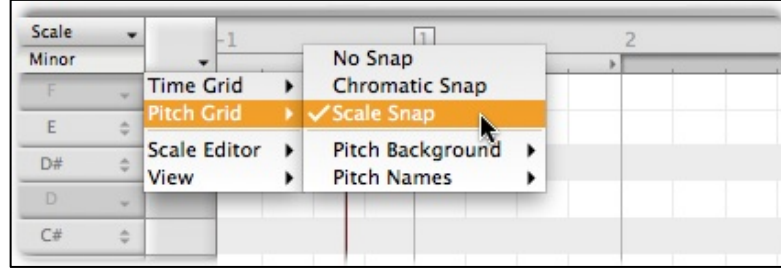 Scale
Minor
-1
1
2
F
E
D#
D
C#
Time Grid
Pitch Grid
Scale Editor
View
No Snap
Chromatic Snap
Scale Snap
Pitch Background
Pitch Names